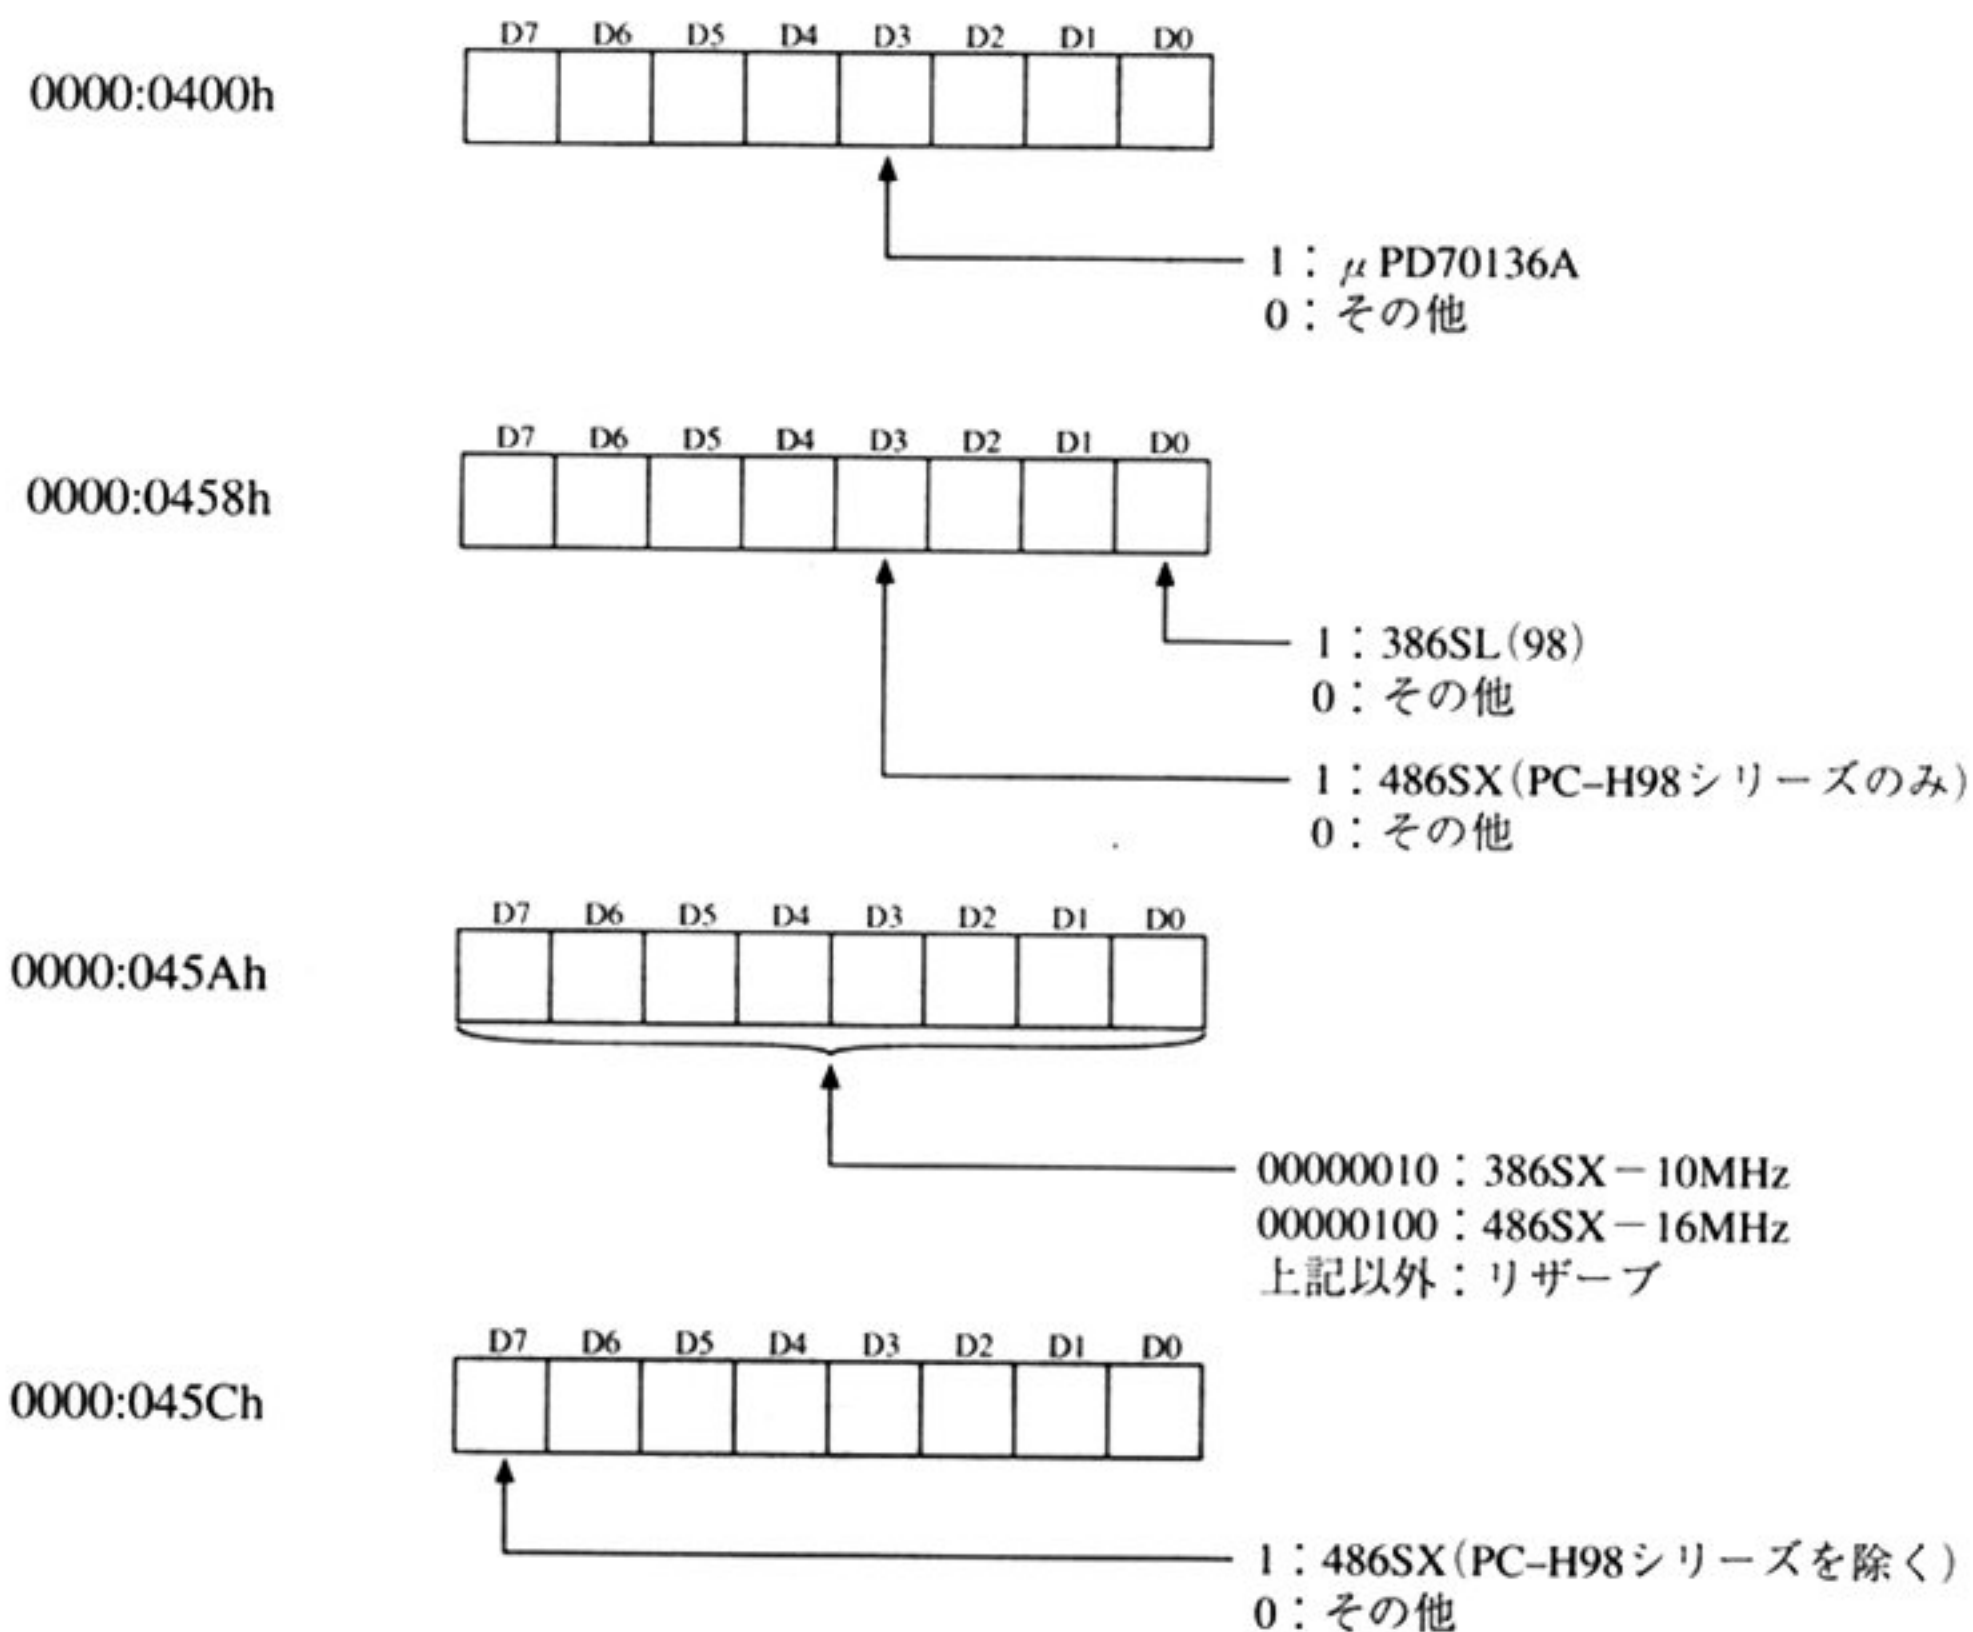 D7 D6 D5 D4 D3 D2 D1 D0
0000:0400h
1：μPD70136A
0：その他
D7 D6 D5 D4 D3 D2 D1 D0
0000:0458h
1：386SL(98)
0：その他
1：486SX(PC-H98シリーズのみ)
0：その他
D7 D6 D5 D4 D3 D2 D1 D0
0000:045Ah
00000010：386SX－10MHz
00000100：486SX－16MHz
上記以外：リザーブ
D7 D6 D5 D4 D3 D2 D1 D0
0000:045Ch
1：486SX(PC-H98シリーズを除く)
0：その他